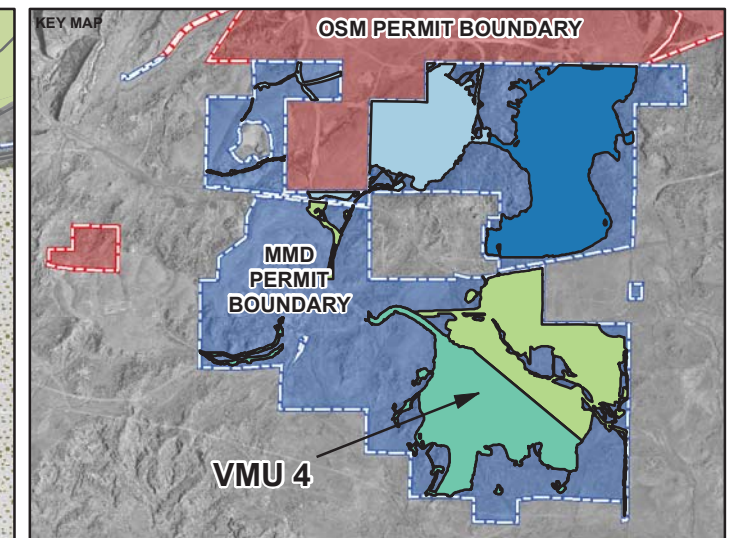 KEY MAP
OSM PERMIT BOUNDARY
MMD
PERMIT
BOUNDARY
VMU 4